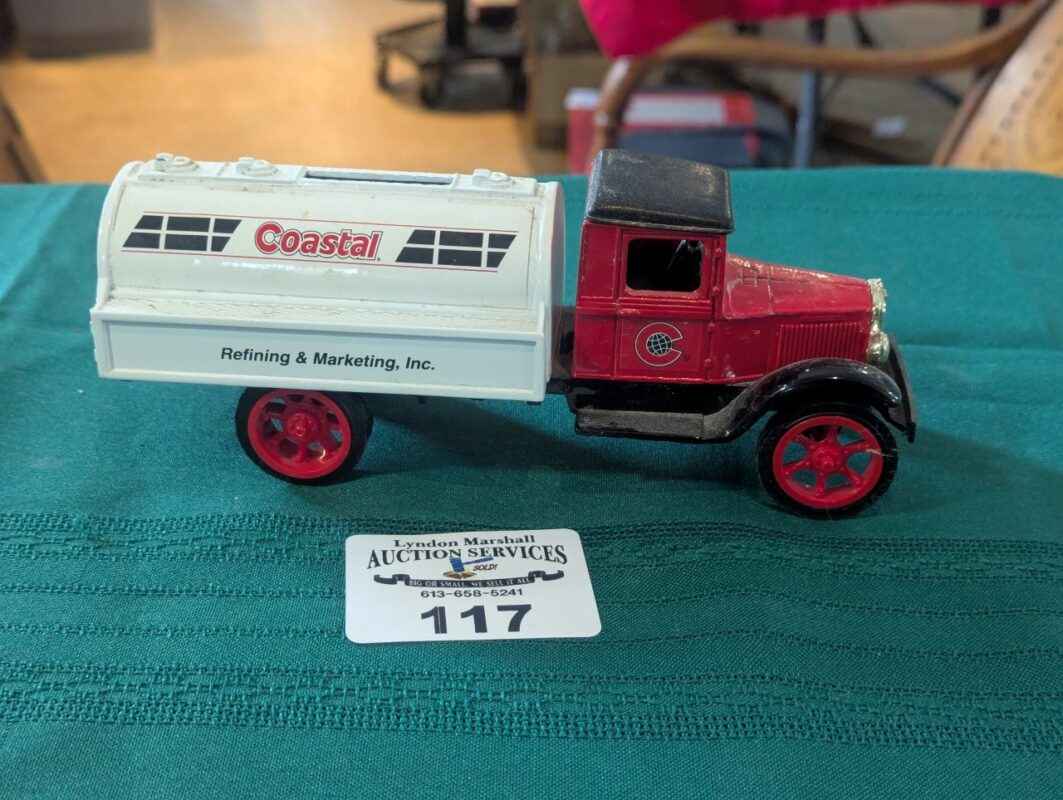 Coastal
Refining & Marketing, Inc.
C
Lyndon Marshall
AUCTION SERVICES
SOLD!
BIG OR SMALL, WE SELL IT ALL
613-658-5241
117